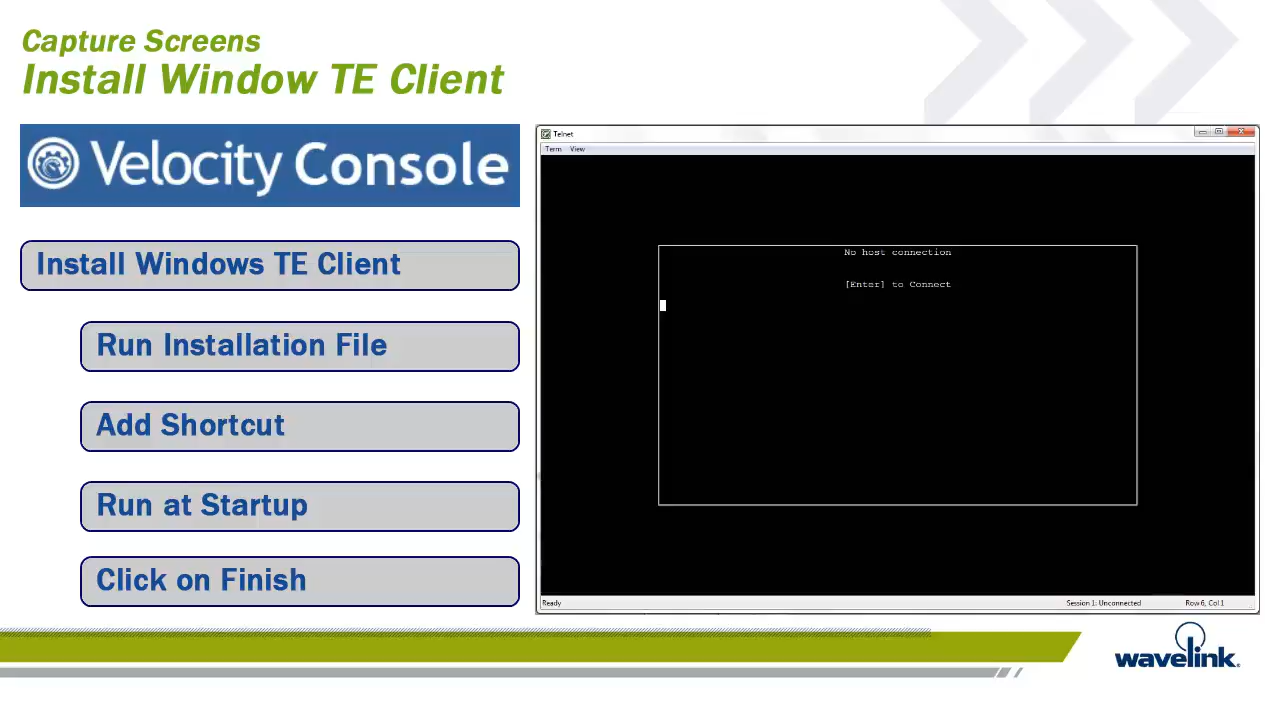 Capture Screens
Install Window TE Client
Velocity Console
Install Windows TE Client
Run Installation File
Add Shortcut
Run at Startup
Click on Finish
Telnet
Term View
No host connection
[Enter] to Connect
Ready Session 1: Unconnected Row 6, Col 1
wavelink